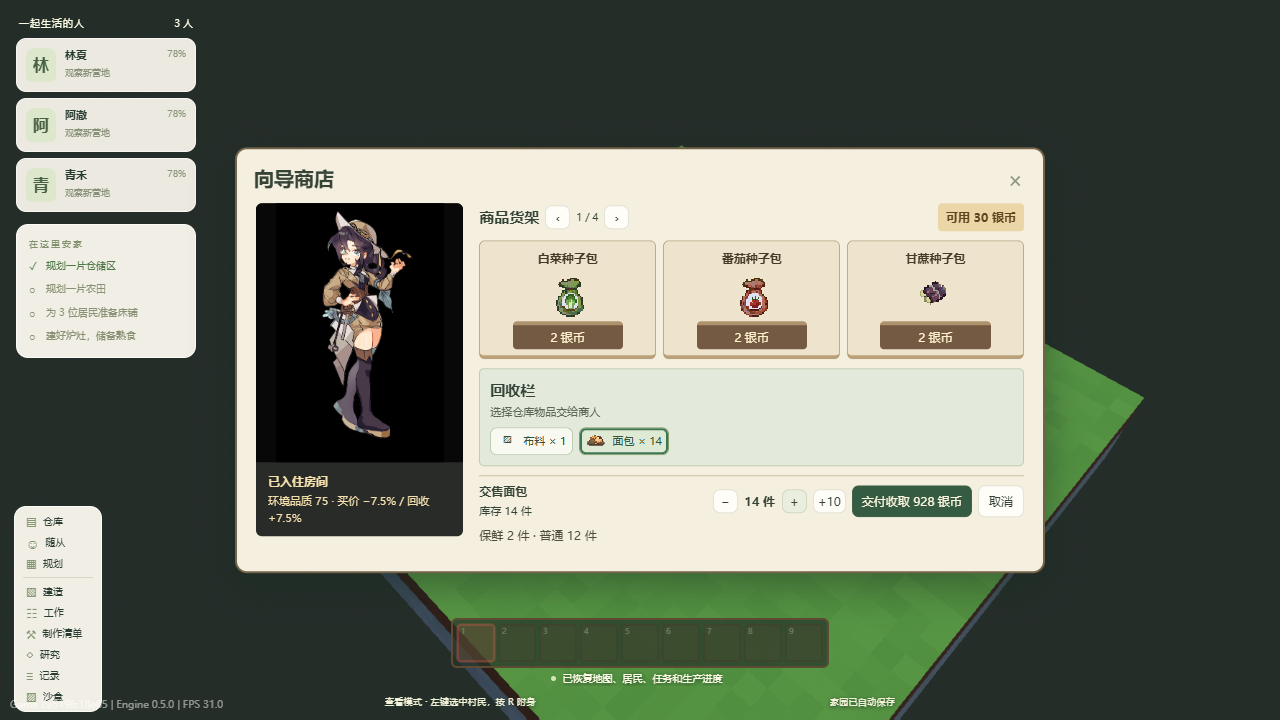 一起生活的人 3 人
林 林夏 78%
观察新营地
阿 阿澈 78%
观察新营地
青 青禾 78%
观察新营地
在这里安家
✓ 规划一片仓储区
○ 规划一片农田
○ 为 3 位居民准备床铺
○ 建好炉灶，储备熟食
向导商店 ×
商品货架 ‹ 1 / 4 › 可用 30 银币
白菜种子包 番茄种子包 甘蔗种子包
2 银币 2 银币 2 银币
回收栏
选择仓库物品交给商人
布料 × 1 面包 × 14
已入住房间
环境品质 75 · 买价 −7.5% / 回收
+7.5%
交售面包
库存 14 件
− 14 件 + +10 交付收取 928 银币 取消
保鲜 2 件 · 普通 12 件
仓库
随从
规划
建造
工作
制作清单
研究
记录
沙盒
1 2 3 4 5 6 7 8 9
已恢复地图、居民、任务和生产进度
5 | Engine 0.5.0 | FPS 31.0
查看模式 · 左键选中村民，按 R 附身
家园已自动保存